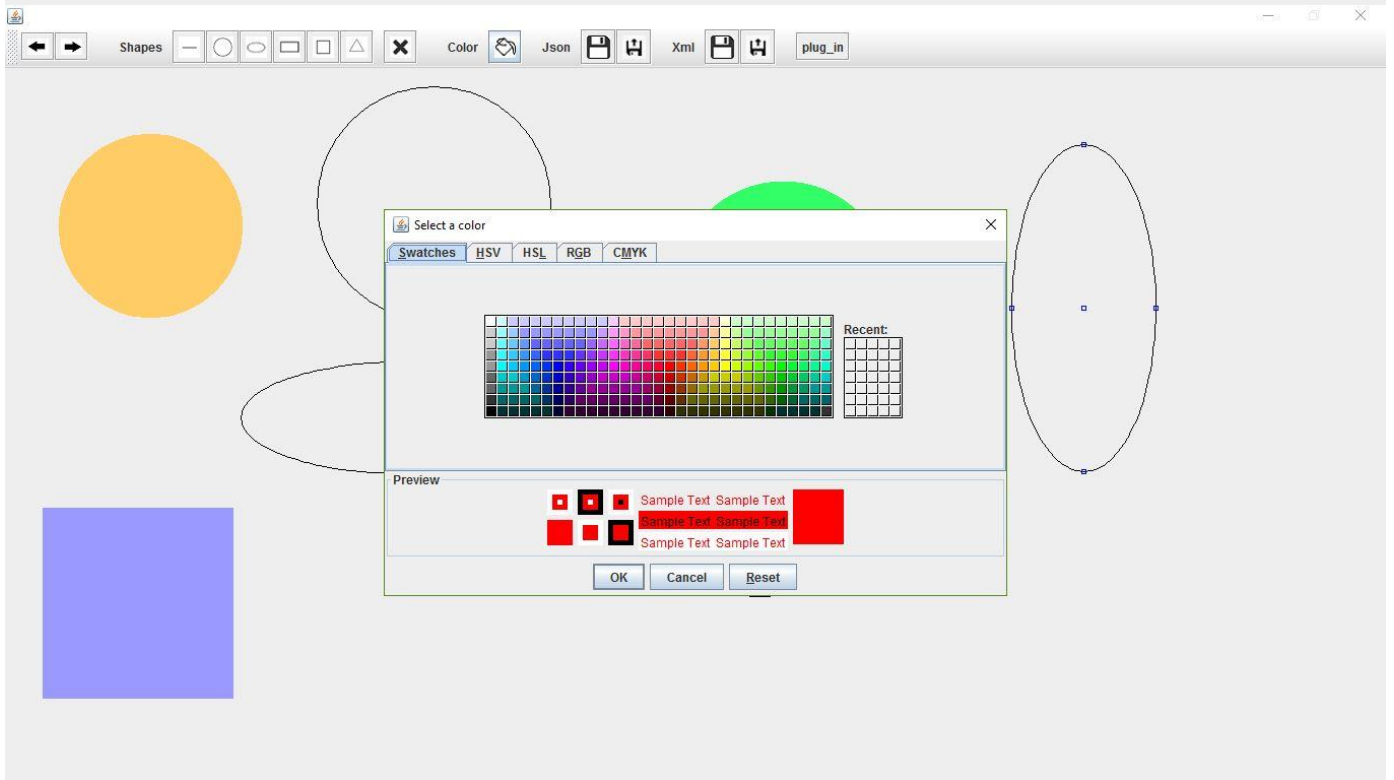 Shapes Color Json Xml plug_in
Select a color
Swatches HSV HSL RGB CMYK
Recent:
Preview
Sample Text Sample Text
Sample Text Sample Text
Sample Text Sample Text
OK Cancel Reset